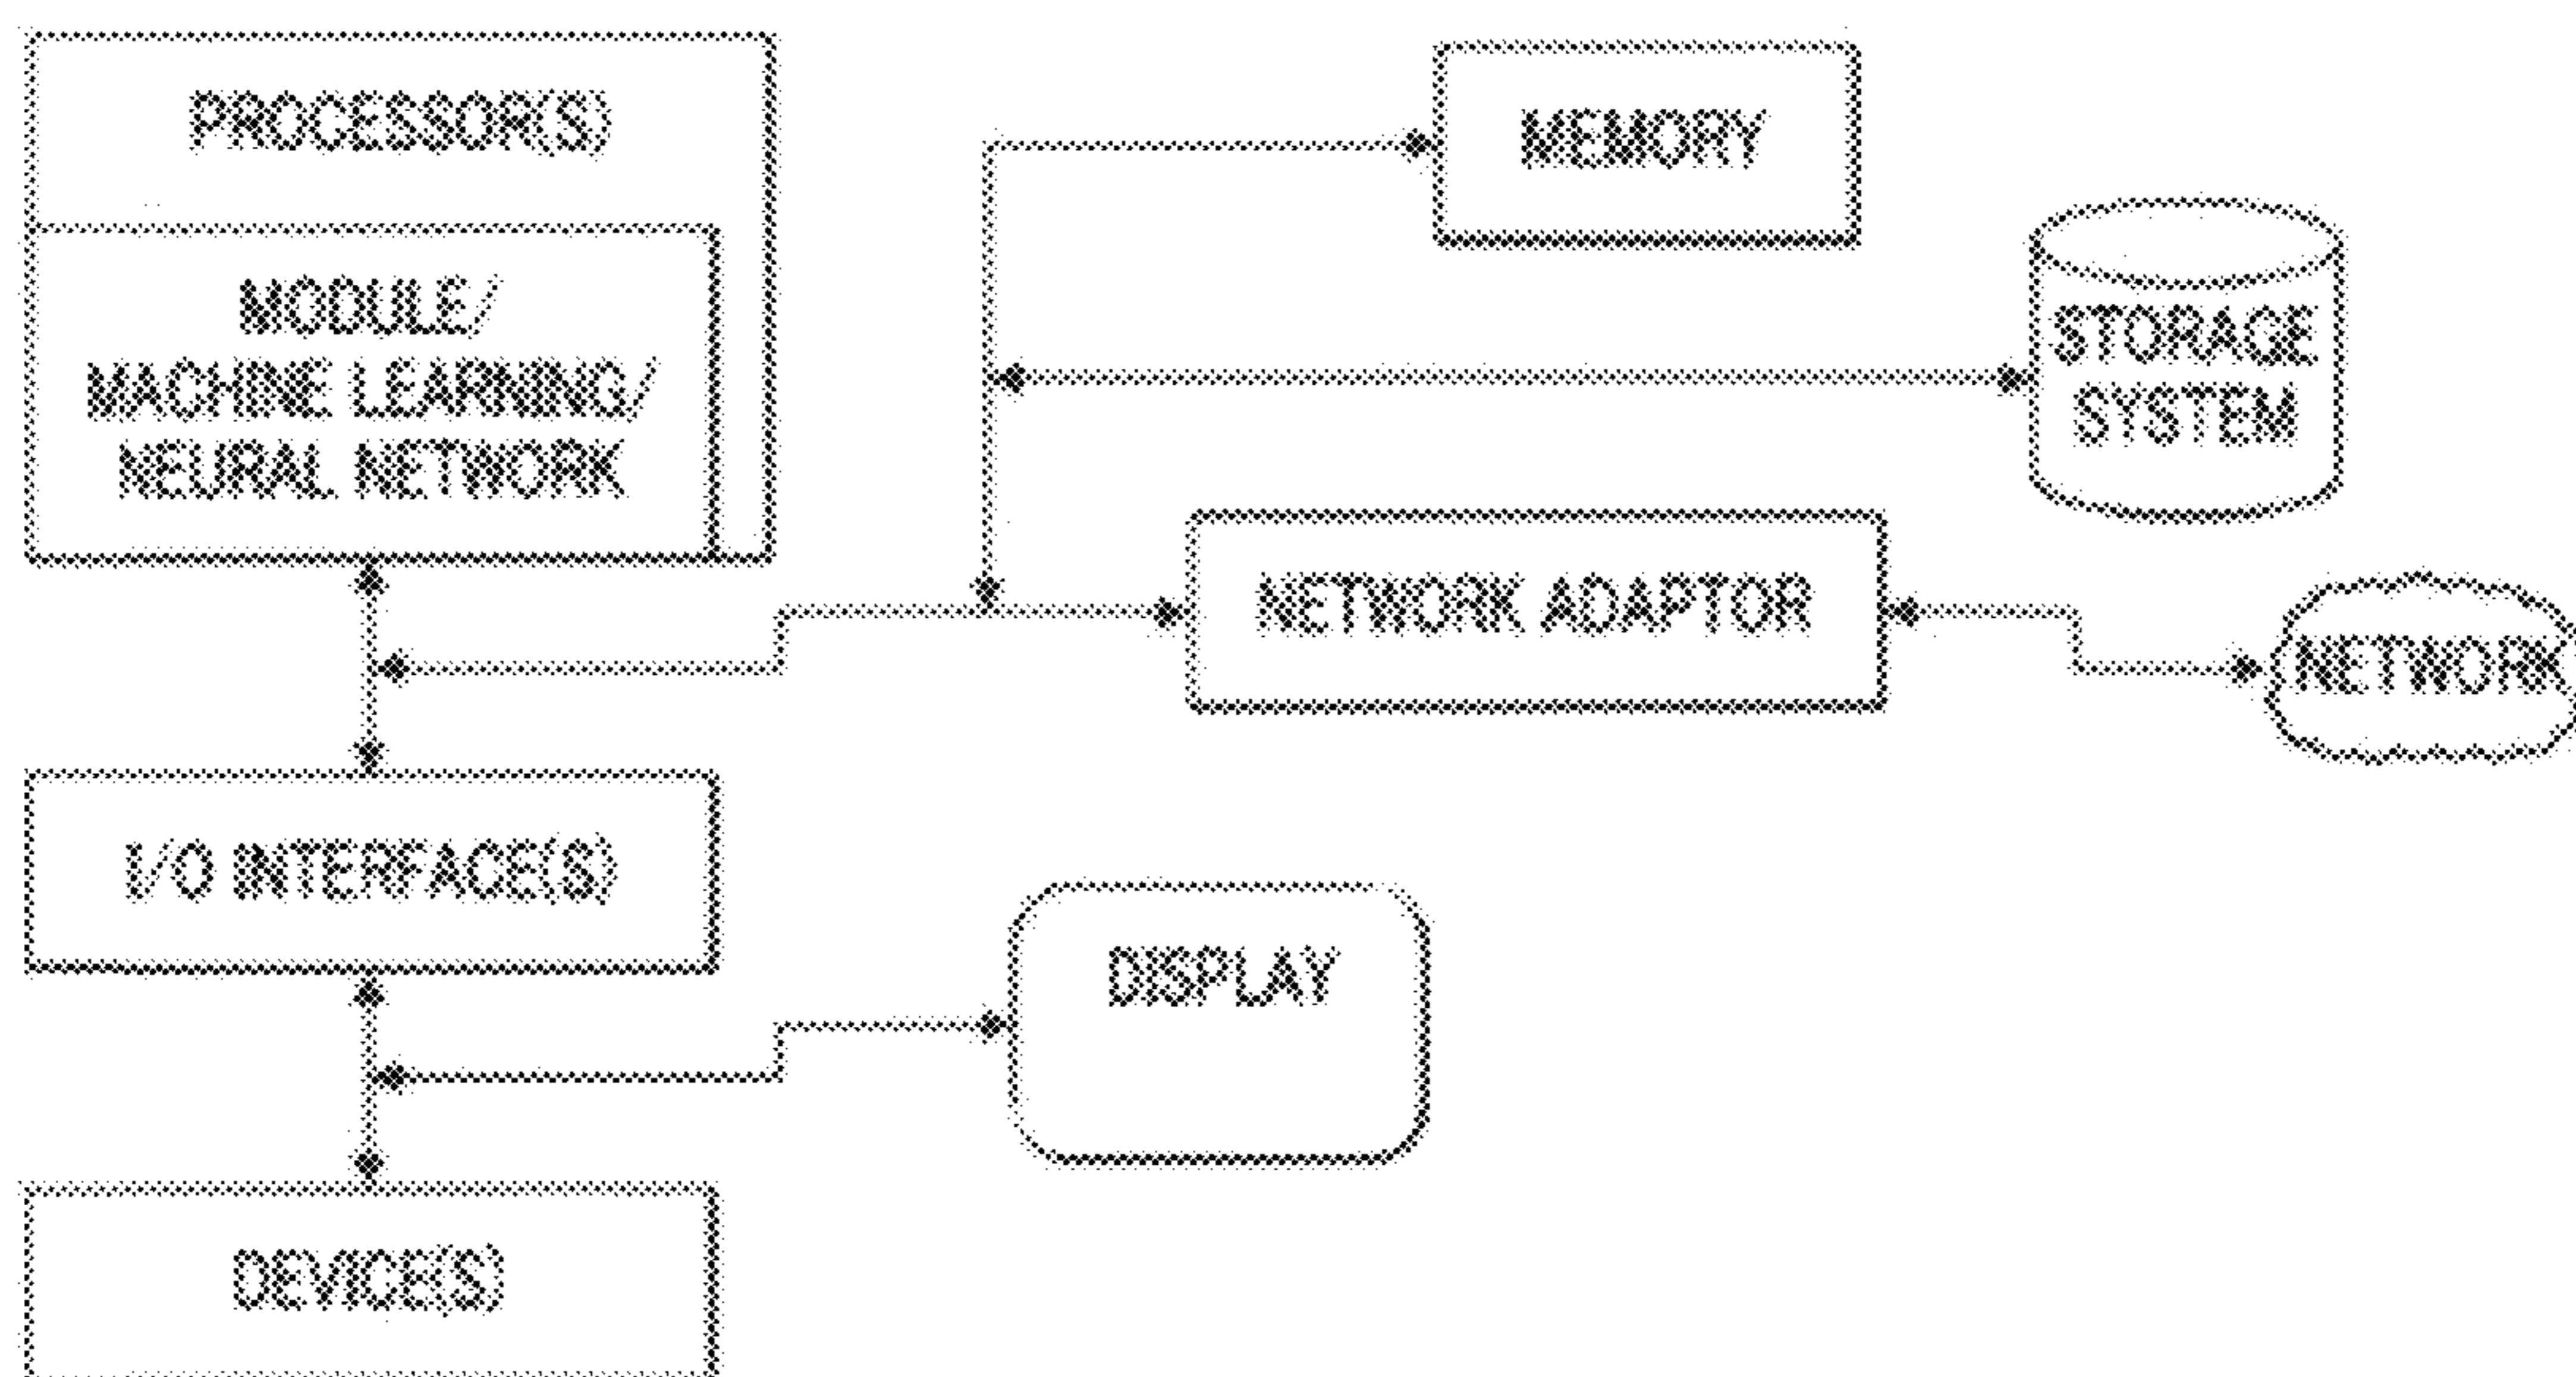 PROCESSOR(S)
MODULE/
MACHINE LEARNING/
NEURAL NETWORK
MEMORY
STORAGE
SYSTEM
NETWORK ADAPTOR
NETWORK
I/O INTERFACE(S)
DISPLAY
DEVICE(S)